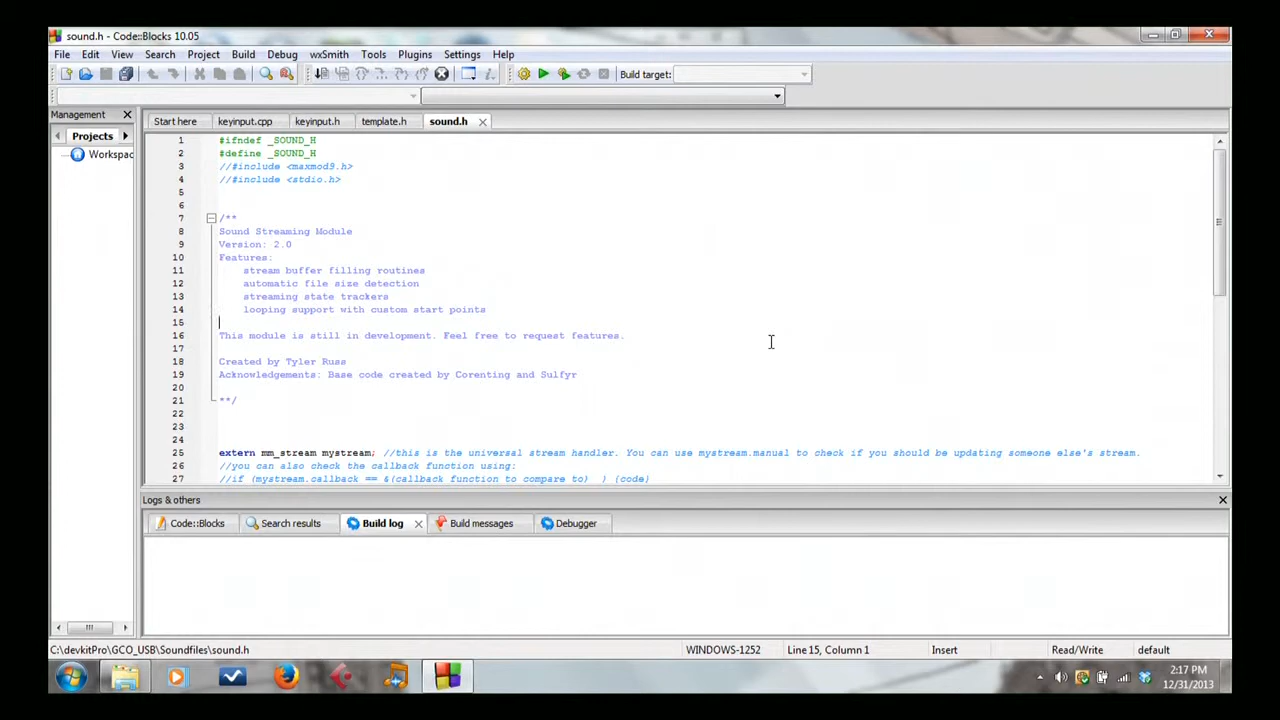 sound.h - Code::Blocks 10.05
File Edit View Search Project Build Debug wxSmith Tools Plugins Settings Help
Build target:
Management
Start here keyinput.cpp keyinput.h template.h sound.h
Projects
Workspac
1 #ifndef _SOUND_H
2 #define _SOUND_H
3 //#include <maxmod9.h>
4 //#include <stdio.h>
5
6
7 /**
8 Sound Streaming Module
9 Version: 2.0
10 Features:
11 stream buffer filling routines
12 automatic file size detection
13 streaming state trackers
14 looping support with custom start points
15
16 This module is still in development. Feel free to request features.
17
18 Created by Tyler Russ
19 Acknowledgements: Base code created by Corenting and Sulfyr
20
21 **/
22
23
24
25 extern mm_stream mystream; //this is the universal stream handler. You can use mystream.manual to check if you should be updating someone else's stream.
26 //you can also check the callback function using:
27 //if (mystream.callback == &(callback function to compare to) ) {code}
Logs & others
Code::Blocks Search results Build log Build messages Debugger
C:\devkitPro\GCO_USB\Soundfiles\sound.h WINDOWS-1252 Line 15, Column 1 Insert Read/Write default
2:17 PM
12/31/2013